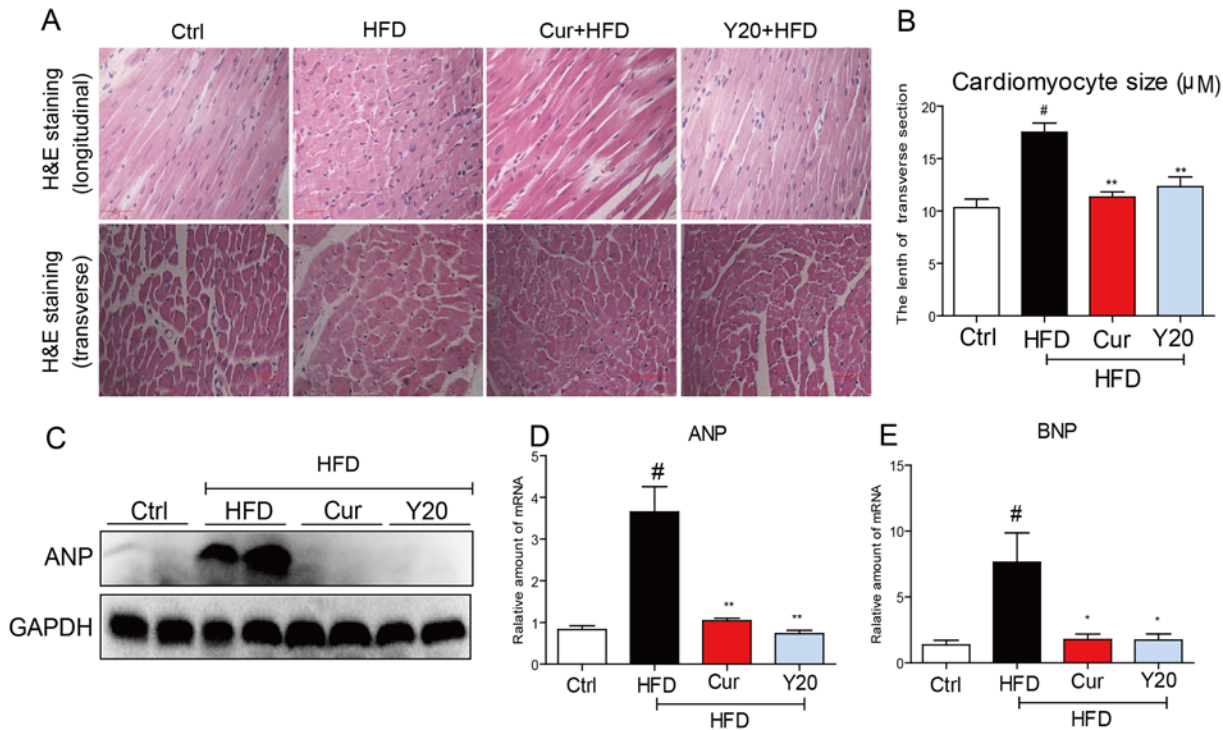 A
Ctrl
HFD
Cur+HFD
Y20+HFD
H&E staining
(longitudinal)
H&E staining
(transverse)
B
Cardiomyocyte size (μM)
The lenth of transverse section
20
15
10
5
0
#
**
**
Ctrl
HFD
Cur
Y20
HFD
C
HFD
Ctrl
HFD
Cur
Y20
ANP
GAPDH
D
ANP
Ralative amount of mRNA
5
4
3
2
1
0
#
**
**
Ctrl
HFD
Cur
Y20
HFD
E
BNP
Ralative amount of mRNA
15
10
5
0
#
*
*
Ctrl
HFD
Cur
Y20
HFD